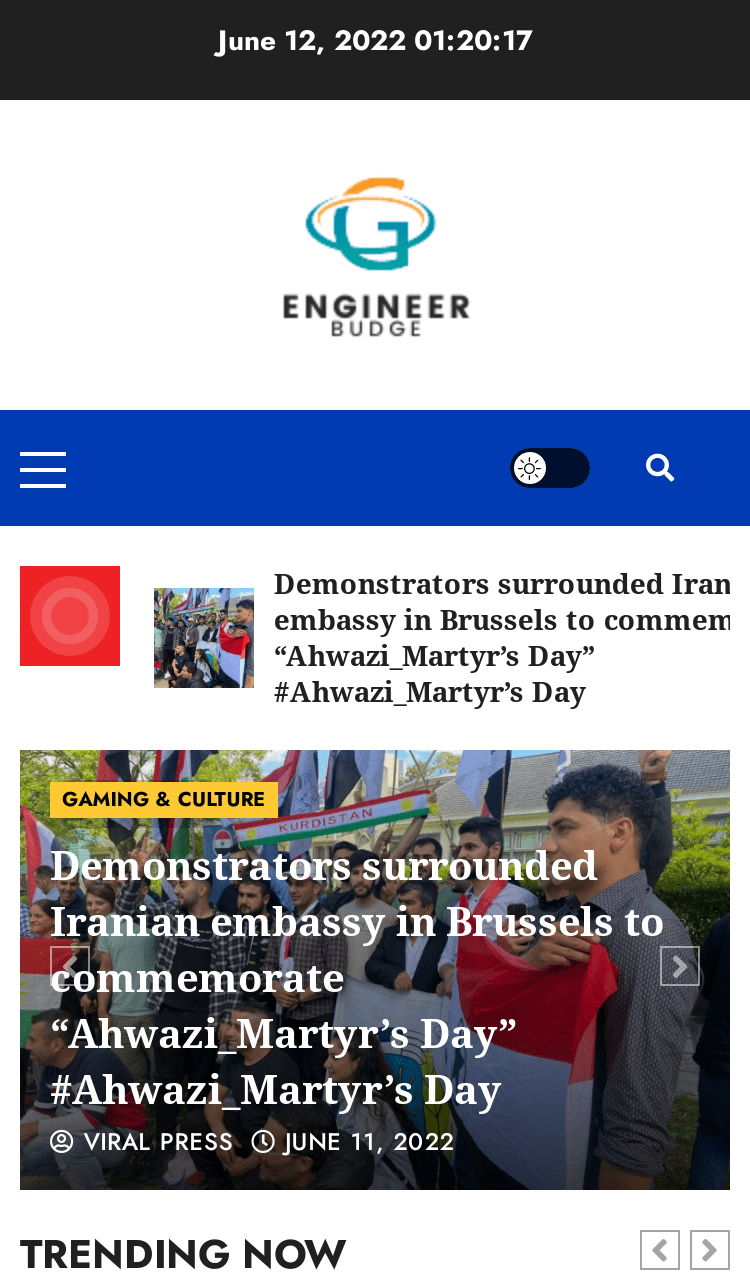 June 12, 2022 01:20:17
ENGINEER
BUDGE
Demonstrators surrounded Iran
embassy in Brussels to commem
“Ahwazi_Martyr’s Day”
#Ahwazi_Martyr’s Day
GAMING & CULTURE
KURDISTAN
Demonstrators surrounded
Iranian embassy in Brussels to
commemorate
“Ahwazi_Martyr’s Day”
#Ahwazi_Martyr’s Day
VIRAL PRESS JUNE 11, 2022
TRENDING NOW